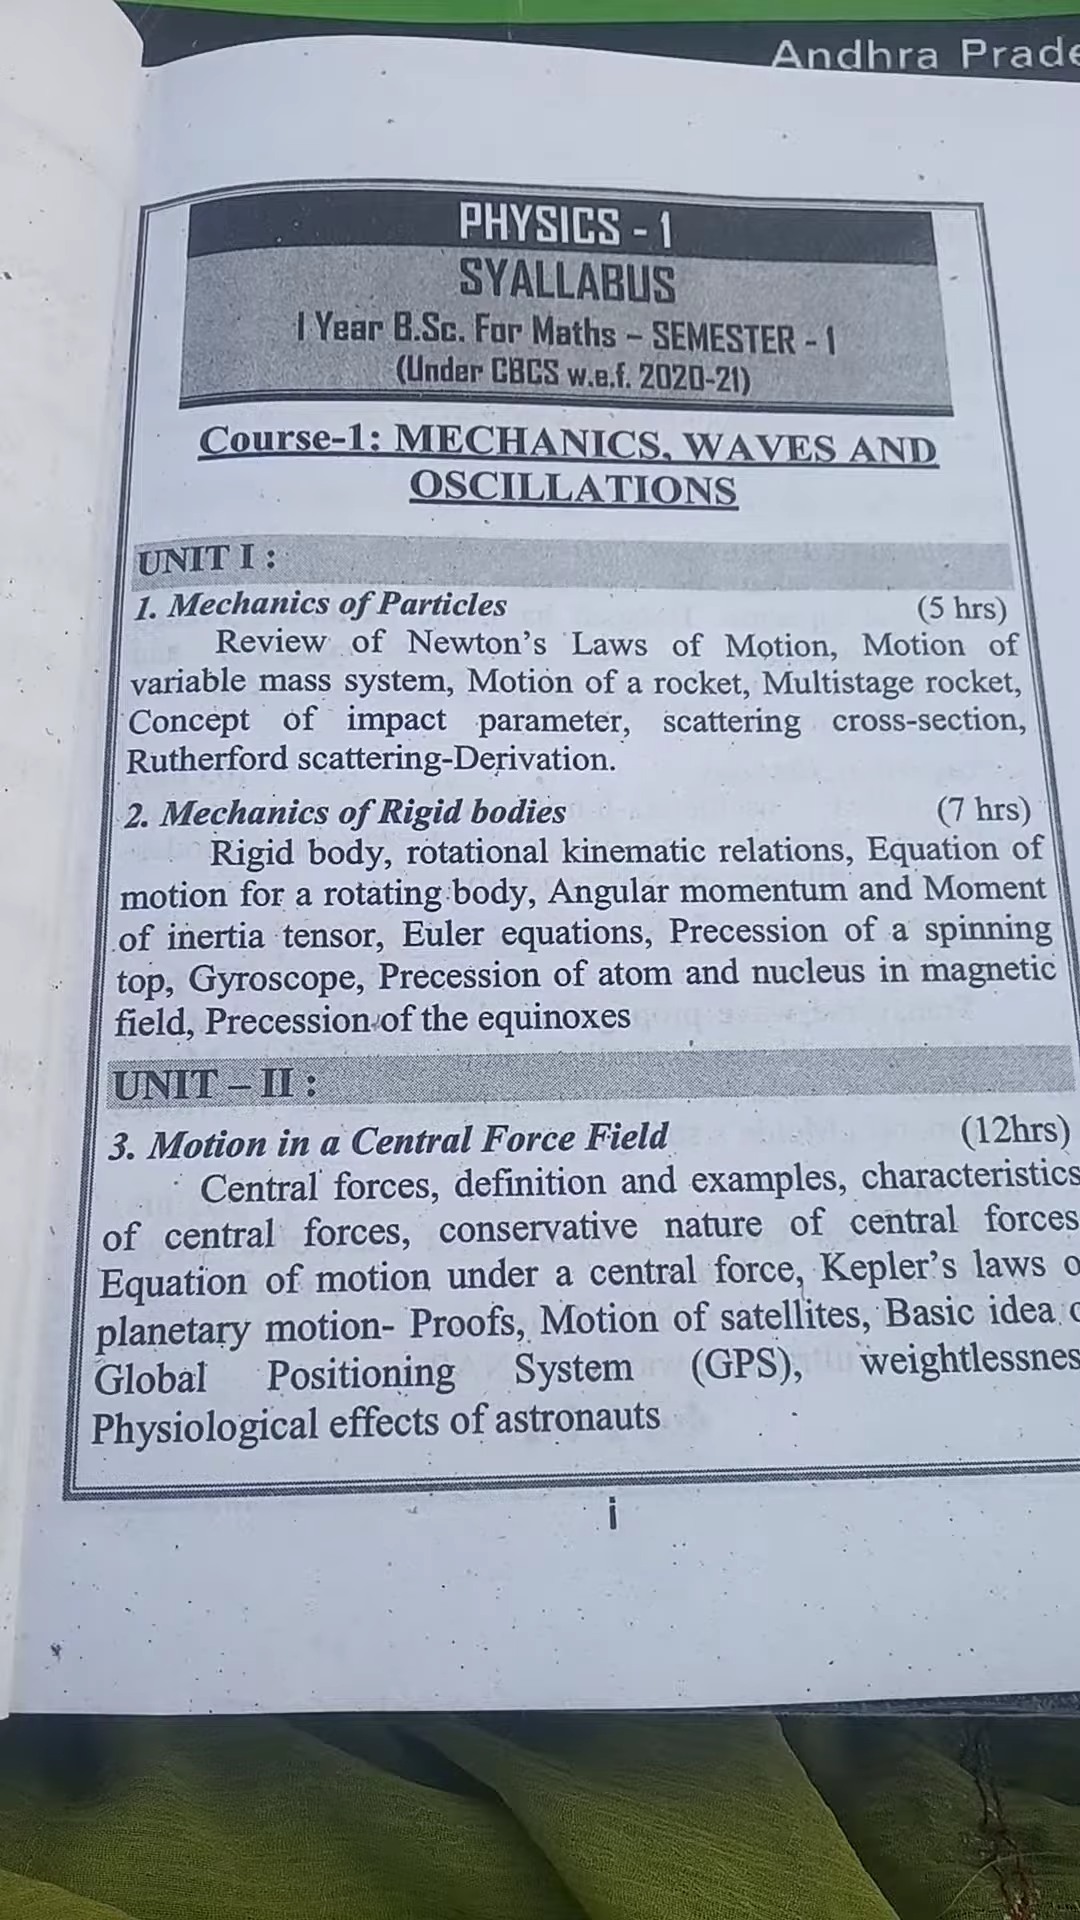 Andhra
PHYSICS - 1
SYALLABUS
I Year B.Sc. For Maths – SEMESTER - 1
(Under CBCS w.e.f. 2020-21)
Course-1: MECHANICS, WAVES AND
OSCILLATIONS
UNIT I :
1. Mechanics of Particles (5 hrs)
Review of Newton's Laws of Motion, Motion of
variable mass system, Motion of a rocket, Multistage rocket,
Concept of impact parameter, scattering cross-section,
Rutherford scattering-Derivation.
2. Mechanics of Rigid bodies (7 hrs)
Rigid body, rotational kinematic relations, Equation of
motion for a rotating body, Angular momentum and Moment
of inertia tensor, Euler equations, Precession of a spinning
top, Gyroscope, Precession of atom and nucleus in magnetic
field, Precession of the equinoxes
UNIT – II :
3. Motion in a Central Force Field (12hrs)
Central forces, definition and examples, characteristics
of central forces, conservative nature of central forces
Equation of motion under a central force, Kepler's laws
planetary motion- Proofs, Motion of satellites, Basic idea
Global Positioning System (GPS),
Physiological effects of astronauts
i